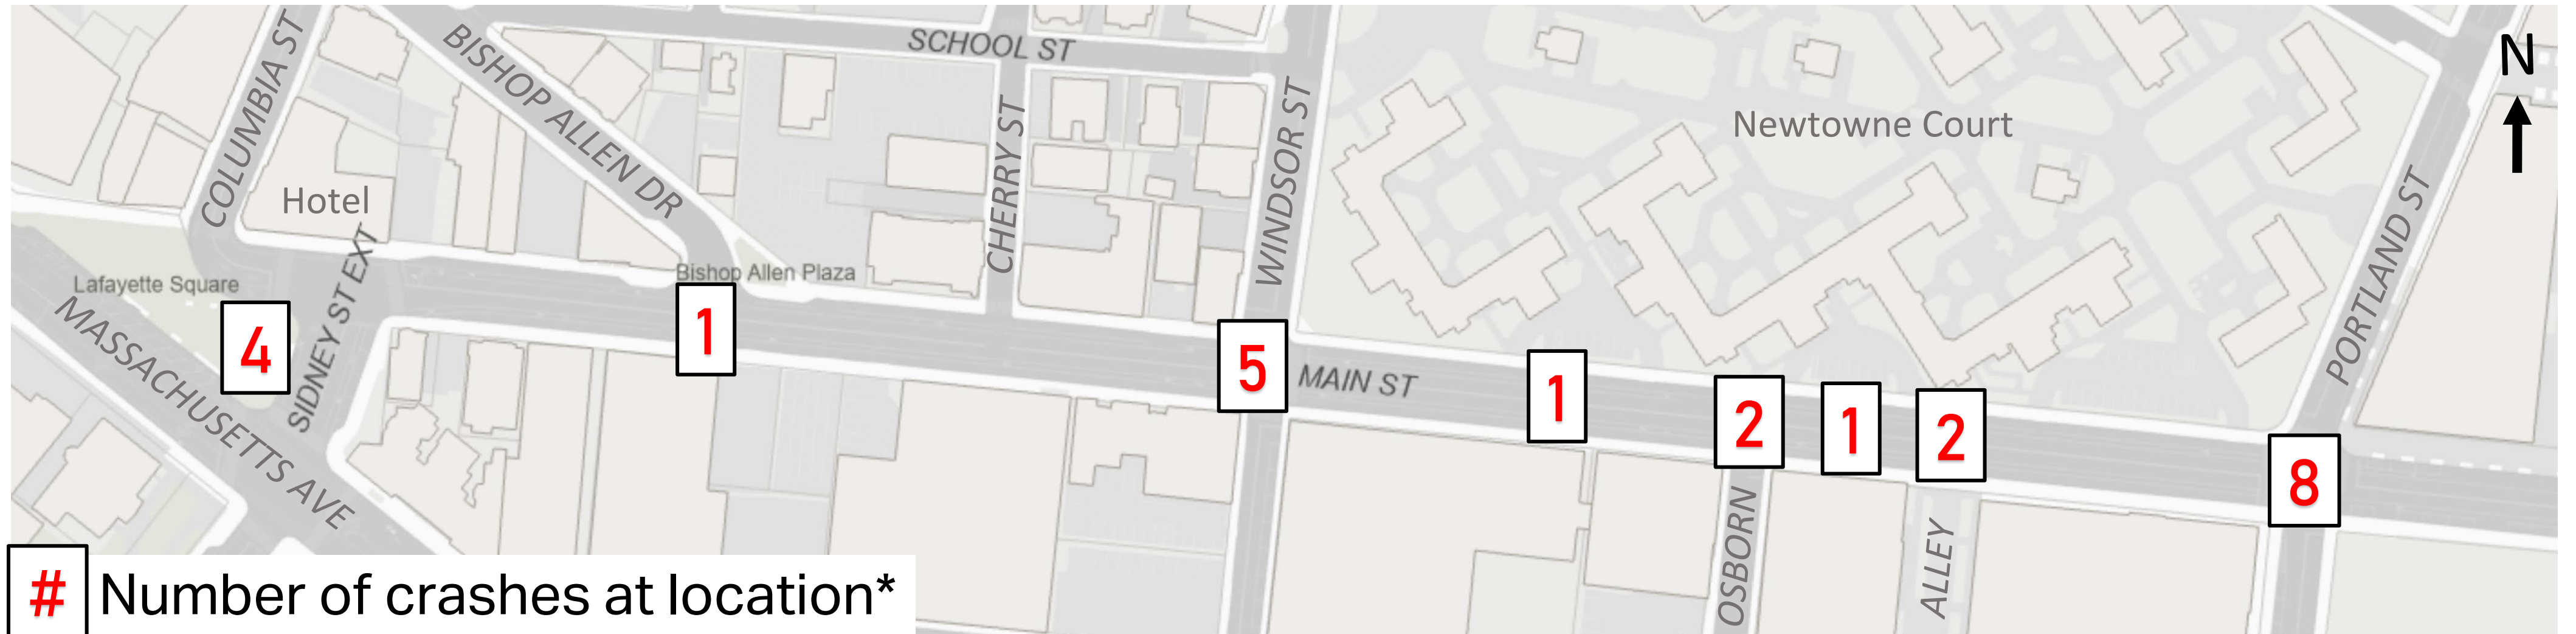 COLUMBIA ST
BISHOP ALLEN DR
SCHOOL ST
CHERRY ST
WINDSOR ST
Newtowne Court
PORTLAND ST
N
Hotel
Lafayette Square
SIDNEY ST EXT
MASSACHUSETTS AVE
Bishop Allen Plaza
MAIN ST
4
1
5
1
2
1
2
8
OSBORN
ALLEY
# Number of crashes at location*